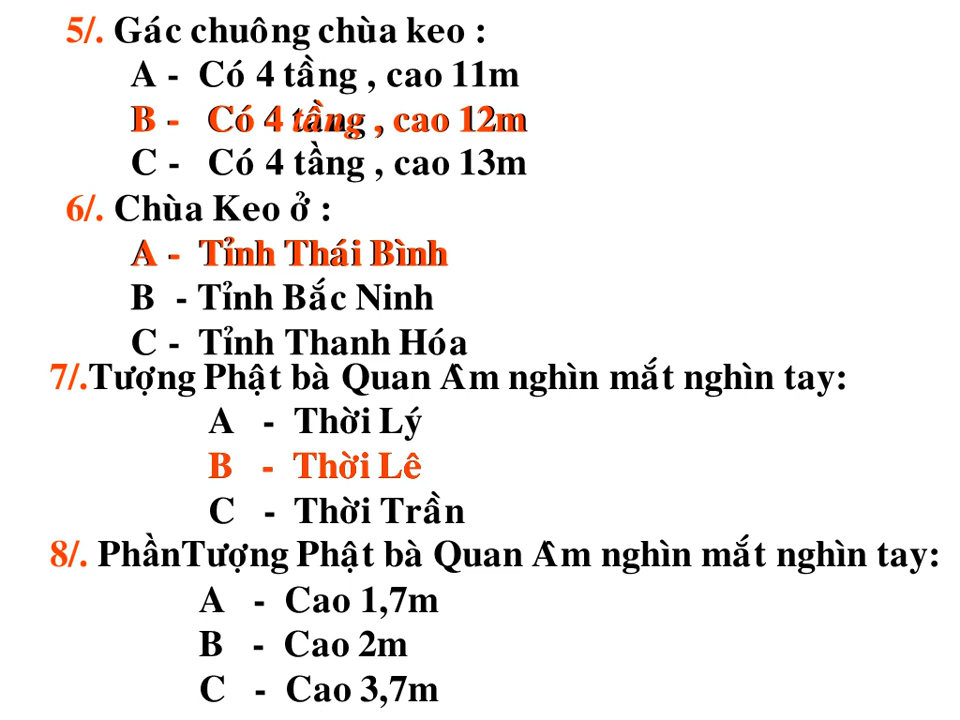 5/. Gác chuông chùa keo :
A - Có 4 tầng , cao 11m
B - Có 4 tầng , cao 12m
C - Có 4 tầng , cao 13m
6/. Chùa Keo ở :
A - Tỉnh Thái Bình
B - Tỉnh Bắc Ninh
C - Tỉnh Thanh Hóa
7/.Tượng Phật bà Quan Âm nghìn mắt nghìn tay:
A - Thời Lý
B - Thời Lê
C - Thời Trần
8/. PhầnTượng Phật bà Quan Âm nghìn mắt nghìn tay:
A - Cao 1,7m
B - Cao 2m
C - Cao 3,7m